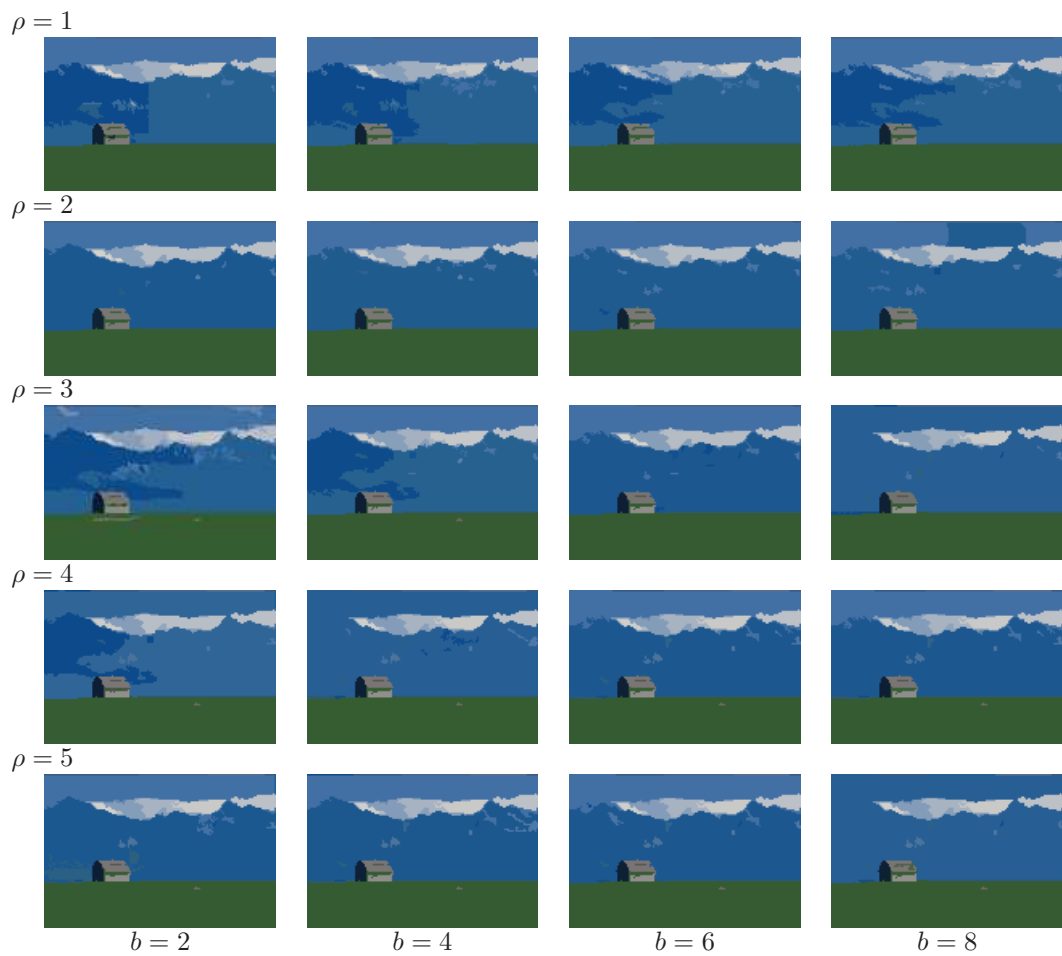 ρ = 1
ρ = 2
ρ = 3
ρ = 4
ρ = 5
b = 2 b = 4 b = 6 b = 8